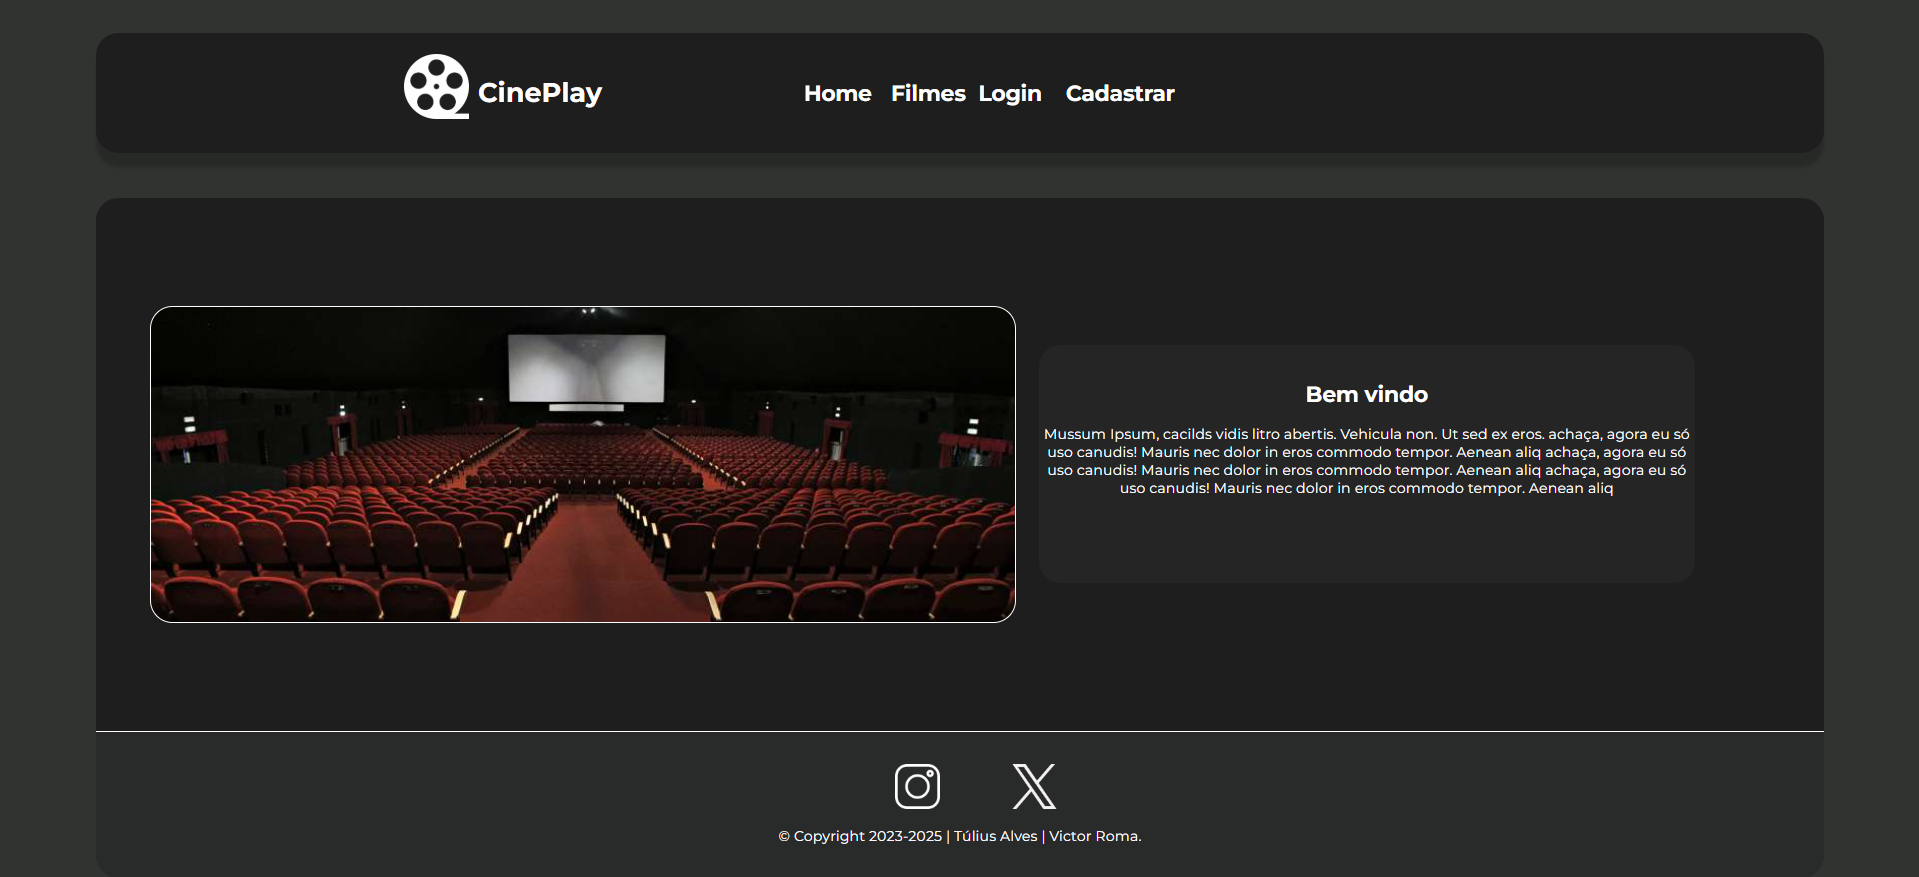 CinePlay
Home Filmes Login Cadastrar
Bem vindo
Mussum Ipsum, cacilds vidis litro abertis. Vehicula non. Ut sed ex eros. achaça, agora eu só
uso canudis! Mauris nec dolor in eros commodo tempor. Aenean aliq achaça, agora eu só
uso canudis! Mauris nec dolor in eros commodo tempor. Aenean aliq achaça, agora eu só
uso canudis! Mauris nec dolor in eros commodo tempor. Aenean aliq
© Copyright 2023-2025 | Túlius Alves | Victor Roma.